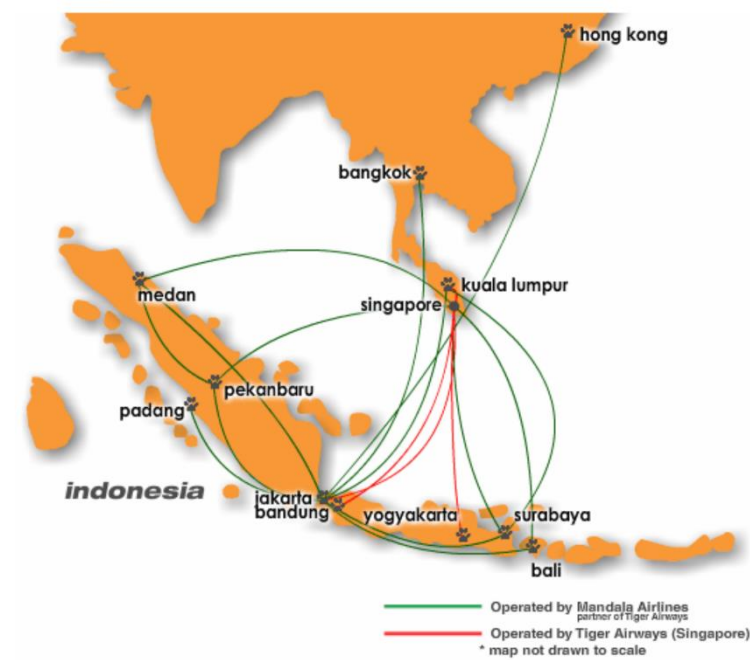 hong kong
bangkok
kuala lumpur
medan
singapore
pekanbaru
padang
indonesia
jakarta
bandung
yogyakarta
surabaya
bali
Operated by Mandala Airlines
partner of Tiger Airways
Operated by Tiger Airways (Singapore)
* map not drawn to scale